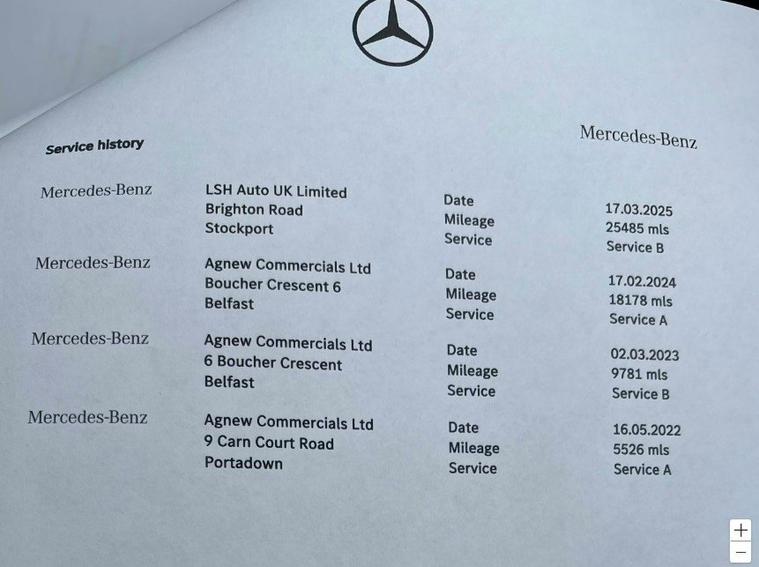 Service history
Mercedes-Benz
Mercedes-Benz
LSH Auto UK Limited
Brighton Road
Stockport
Date
Mileage
Service
17.03.2025
25485 mls
Service B
Mercedes-Benz
Agnew Commercials Ltd
Boucher Crescent 6
Belfast
Date
Mileage
Service
17.02.2024
18178 mls
Service A
Mercedes-Benz
Agnew Commercials Ltd
6 Boucher Crescent
Belfast
Date
Mileage
Service
02.03.2023
9781 mls
Service B
Mercedes-Benz
Agnew Commercials Ltd
9 Carn Court Road
Portadown
Date
Mileage
Service
16.05.2022
5526 mls
Service A
+
−